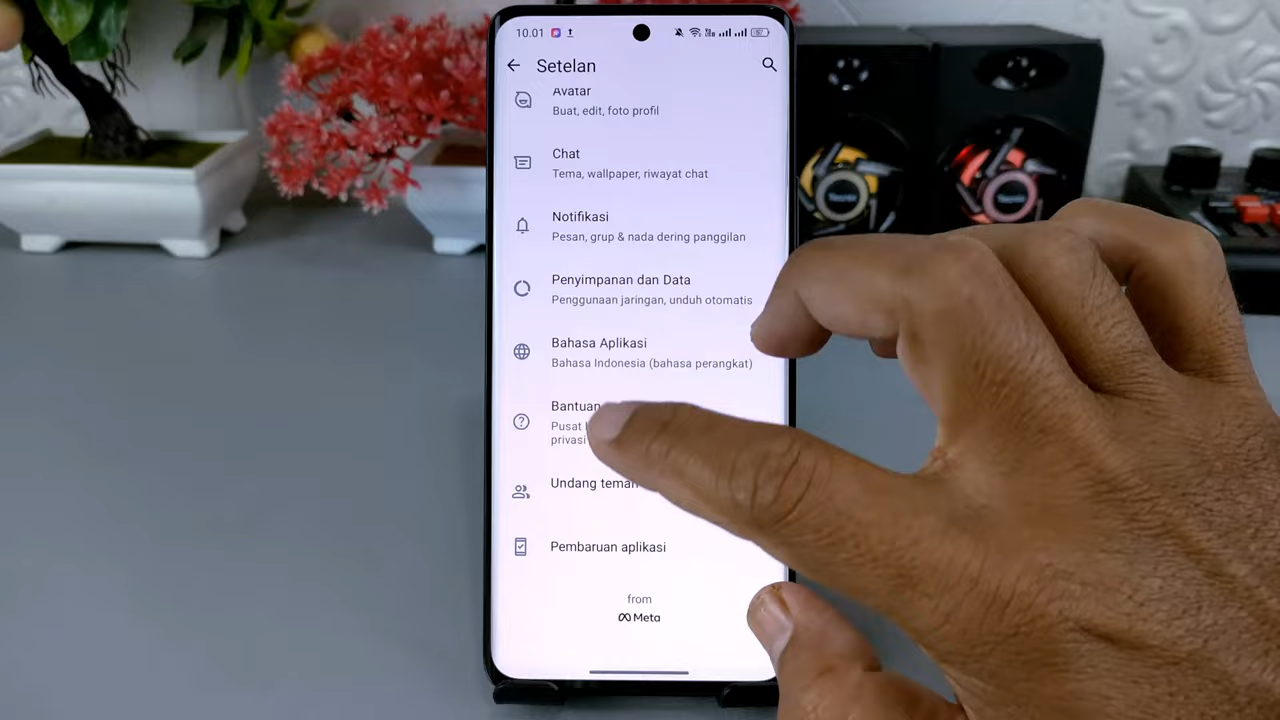 10.01
Setelan
Avatar
Buat, edit, foto profil
Chat
Tema, wallpaper, riwayat chat
Notifikasi
Pesan, grup & nada dering panggilan
Penyimpanan dan Data
Penggunaan jaringan, unduh otomatis
Bahasa Aplikasi
Bahasa Indonesia (bahasa perangkat)
Bantuan
Pusat
privasi
Undang teman
Pembaruan aplikasi
from
Meta